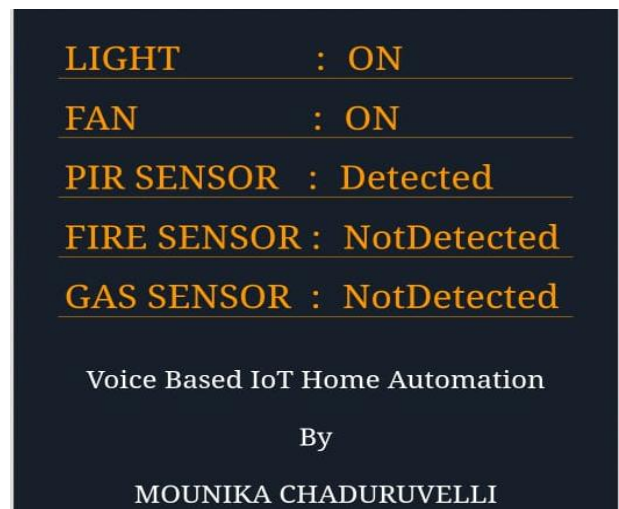 LIGHT : ON
FAN : ON
PIR SENSOR : Detected
FIRE SENSOR : NotDetected
GAS SENSOR : NotDetected
Voice Based IoT Home Automation
By
MOUNIKA CHADURUVELLI